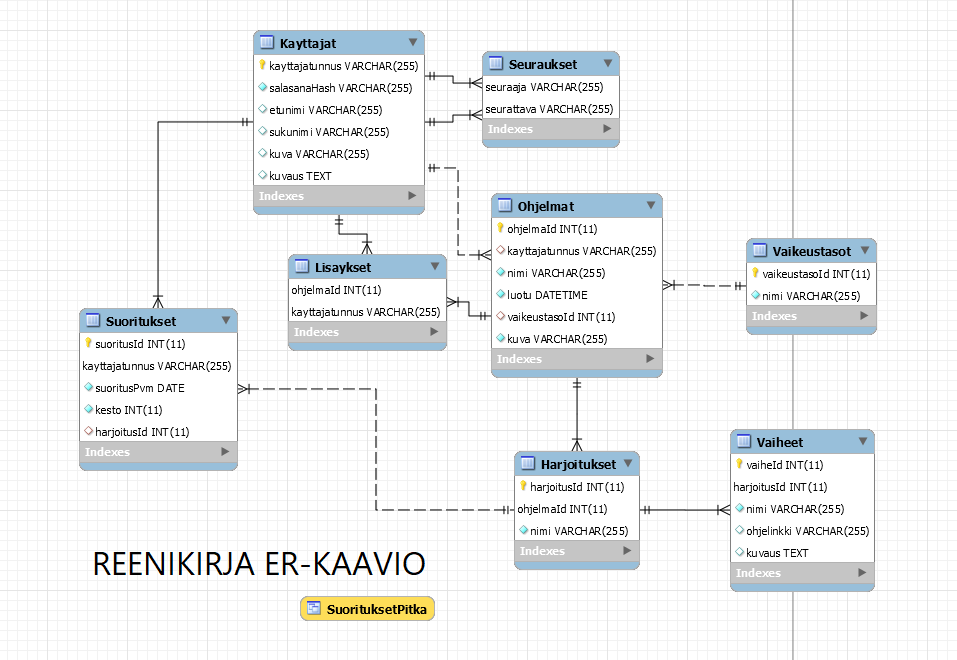 Kayttajat
kayttajatunnus VARCHAR(255)
salasanaHash VARCHAR(255)
etunimi VARCHAR(255)
sukunimi VARCHAR(255)
kuva VARCHAR(255)
kuvaus TEXT
Indexes
Seuraukset
seuraaja VARCHAR(255)
seurattava VARCHAR(255)
Indexes
Ohjelmat
ohjelmaId INT(11)
kayttajatunnus VARCHAR(255)
nimi VARCHAR(255)
luotu DATETIME
vaikeustasoId INT(11)
kuva VARCHAR(255)
Indexes
Vaikeustasot
vaikeustasoId INT(11)
nimi VARCHAR(255)
Indexes
Lisaykset
ohjelmaId INT(11)
kayttajatunnus VARCHAR(255)
Indexes
Suoritukset
suoritusId INT(11)
kayttajatunnus VARCHAR(255)
suoritusPvm DATE
kesto INT(11)
harjoitusId INT(11)
Indexes
Harjoitukset
harjoitusId INT(11)
ohjelmaId INT(11)
nimi VARCHAR(255)
Indexes
Vaiheet
vaiheId INT(11)
harjoitusId INT(11)
nimi VARCHAR(255)
ohjelinkki VARCHAR(255)
kuvaus TEXT
Indexes
REENIKIRJA ER-KAAVIO
SuorituksetPitka